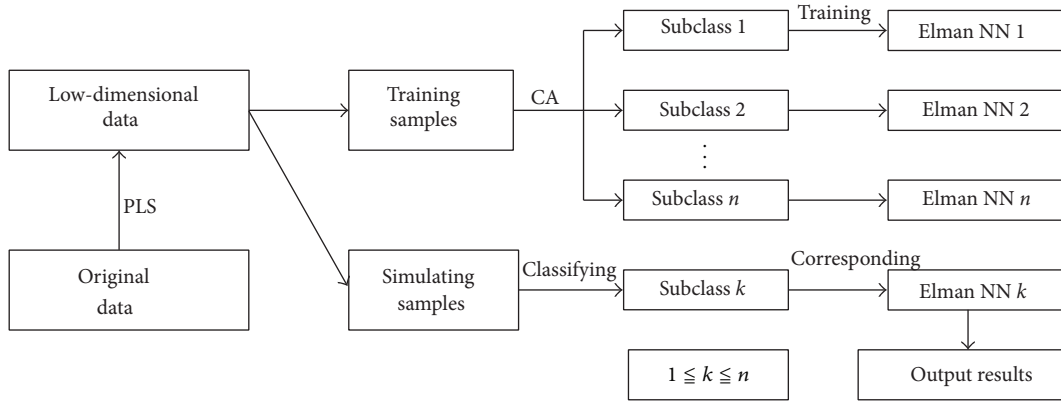 Subclass 1
Training
Elman NN 1
Low-dimensional
data
Training
samples
CA
Subclass 2
Elman NN 2
⋮
Subclass n
Elman NN n
PLS
Original
data
Simulating
samples
Classifying
Subclass k
Corresponding
Elman NN k
1 ≦ k ≦ n
Output results